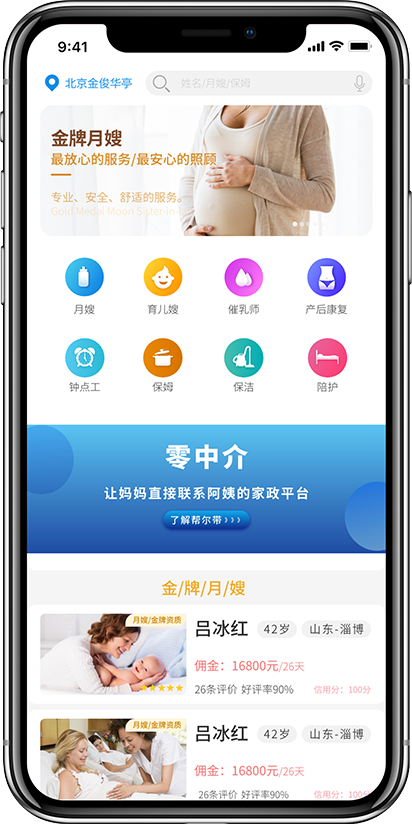 9:41
北京金俊华亭
姓名/月嫂/保姆
金牌月嫂
最放心的服务/最安心的照顾
专业、安全、舒适的服务。
Gold Medal Moon Sister-in-law
月嫂 育儿嫂 催乳师 产后康复
钟点工 保姆 保洁 陪护
零中介
让妈妈直接联系阿姨的家政平台
了解帮尔带 》》》
金/牌/月/嫂
月嫂/金牌资质
吕冰红 42岁 山东-淄博
佣金：16800元/26天
26条评价 好评率90% 信用分：100分
月嫂/金牌资质
吕冰红 42岁 山东-淄博
佣金：16800元/26天
26条评价 好评率90% 信用分：100分